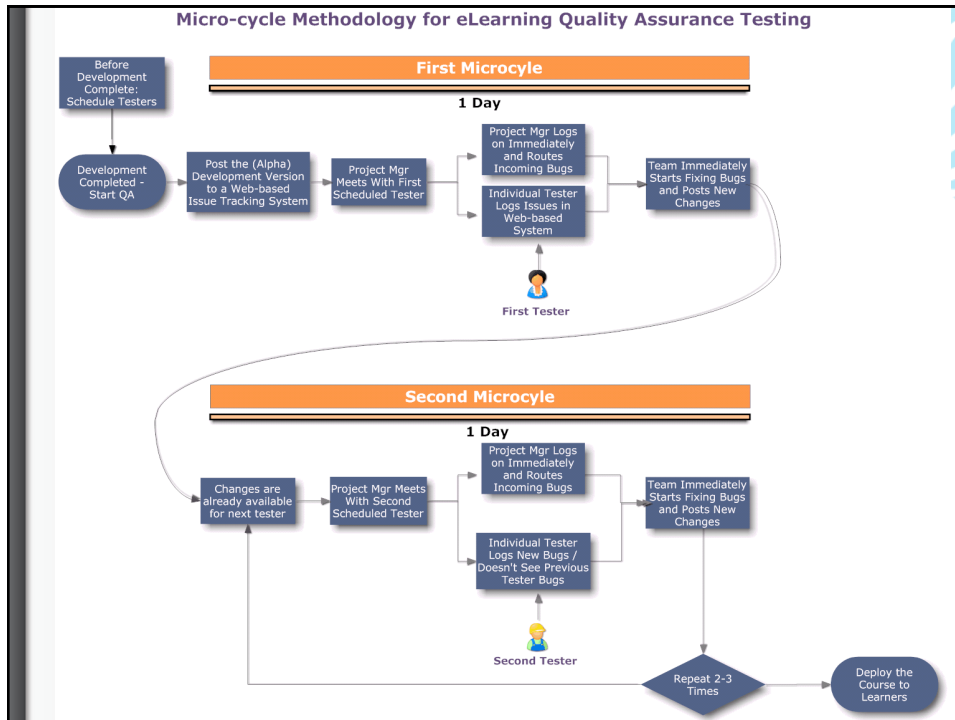 Micro-cycle Methodology for eLearning Quality Assurance Testing
Before
Development
Complete:
Schedule Testers
First Microcyle
1 Day
Development
Completed -
Start QA
Post the (Alpha)
Development Version
to a Web-based
Issue Tracking System
Project Mgr
Meets With First
Scheduled Tester
Project Mgr Logs
on Immediately
and Routes
Incoming Bugs
Individual Tester
Logs Issues in
Web-based
System
Team Immediately
Starts Fixing Bugs
and Posts New
Changes
First Tester
Second Microcyle
1 Day
Changes are
already available
for next tester
Project Mgr Meets
With Second
Scheduled Tester
Project Mgr Logs
on Immediately
and Routes
Incoming Bugs
Individual Tester
Logs New Bugs /
Doesn't See Previous
Tester Bugs
Team Immediately
Starts Fixing Bugs
and Posts New
Changes
Second Tester
Repeat 2-3
Times
Deploy the
Course to
Learners